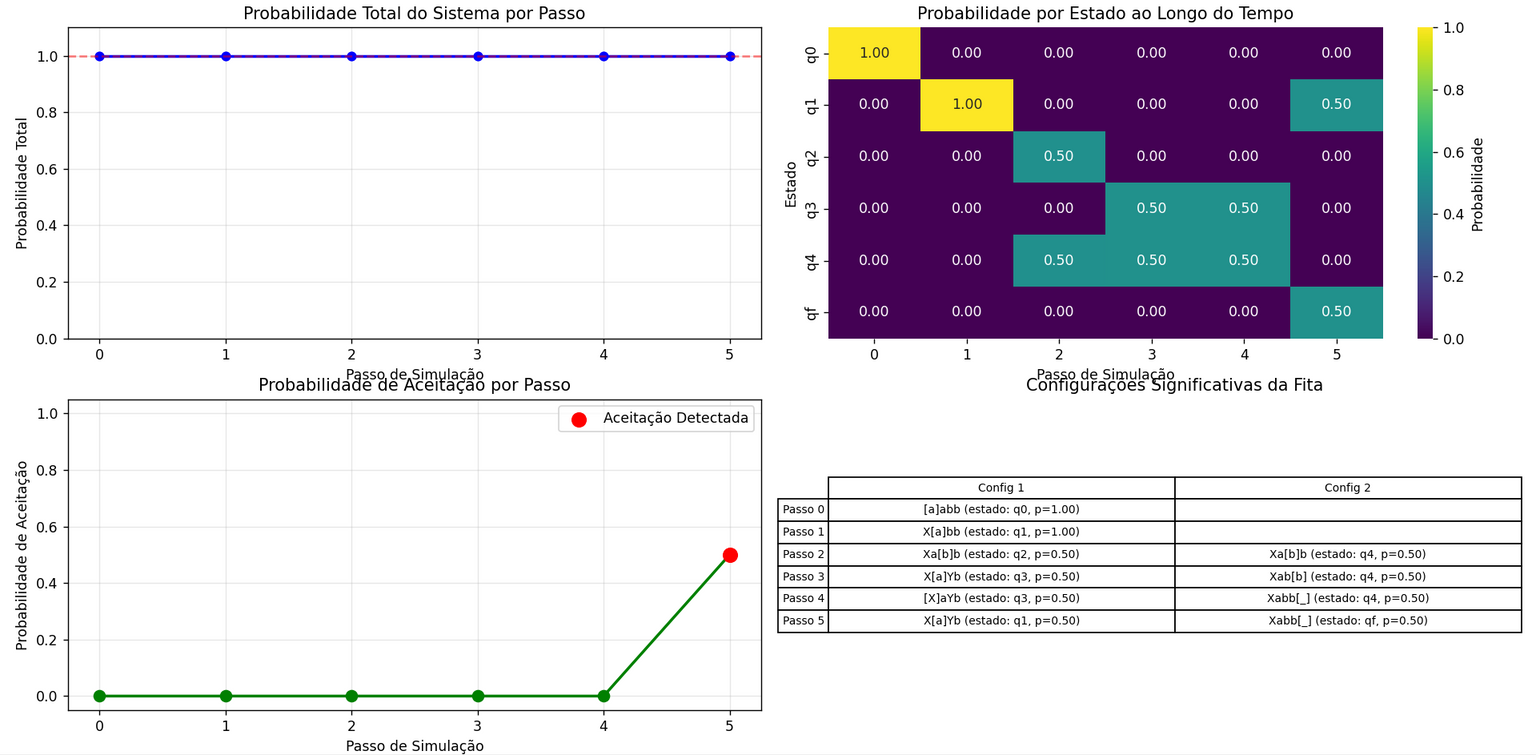 Probabilidade Total do Sistema por Passo
Probabilidade Total
1.0
0.8
0.6
0.4
0.2
0.0
0 1 2 3 4 5
Passo de Simulação
Probabilidade por Estado ao Longo do Tempo
Estado
q0 1.00 0.00 0.00 0.00 0.00 0.00
q1 0.00 1.00 0.00 0.00 0.00 0.50
q2 0.00 0.00 0.50 0.00 0.00 0.00
q3 0.00 0.00 0.00 0.50 0.50 0.00
q4 0.00 0.00 0.50 0.50 0.50 0.00
qf 0.00 0.00 0.00 0.00 0.00 0.50
0 1 2 3 4 5
Passo de Simulação
1.0
0.8
0.6
0.4
0.2
0.0
Probabilidade
Probabilidade de Aceitação por Passo
Probabilidade de Aceitação
Aceitação Detectada
1.0
0.8
0.6
0.4
0.2
0.0
0 1 2 3 4 5
Passo de Simulação
Configurações Significativas da Fita
Config 1 Config 2
Passo 0 [a]abb (estado: q0, p=1.00)
Passo 1 X[a]bb (estado: q1, p=1.00)
Passo 2 Xa[b]b (estado: q2, p=0.50) Xa[b]b (estado: q4, p=0.50)
Passo 3 X[a]Yb (estado: q3, p=0.50) Xab[b] (estado: q4, p=0.50)
Passo 4 [X]aYb (estado: q3, p=0.50) Xabb[_] (estado: q4, p=0.50)
Passo 5 X[a]Yb (estado: q1, p=0.50) Xabb[_] (estado: qf, p=0.50)